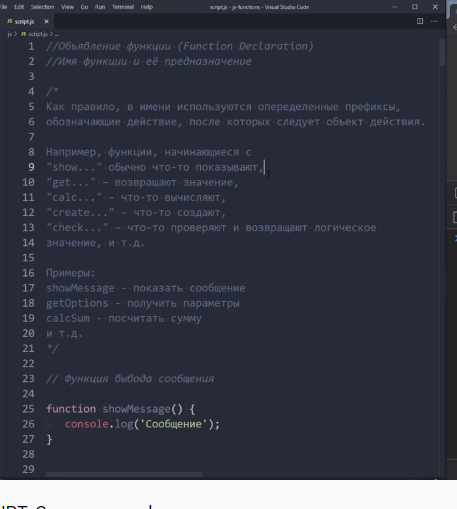 File Edit Selection View Go Run Terminal Help script.js - js-functions - Visual Studio Code
JS script.js ×
js > JS script.js > ...
1 //Объявление функции (Function Declaration)
2 //Имя функции и её предназначение
3
4 /*
5 Как правило, в имени используются опеределенные префиксы,
6 обозначающие действие, после которых следует объект действия.
7
8 Например, функции, начинающиеся с
9 "show..." обычно что-то показывают,
10 "get..." – возвращают значение,
11 "calc..." – что-то вычисляют,
12 "create..." – что-то создают,
13 "check..." – что-то проверяют и возвращают логическое
14 значение, и т.д.
15
16 Примеры:
17 showMessage - показать сообщение
18 getOptions - получить параметры
19 calcSum - посчитать сумму
20 и т.д.
21 */
22
23 // Функция вывода сообщения
24
25 function showMessage() {
26 console.log('Сообщение');
27 }
28
29